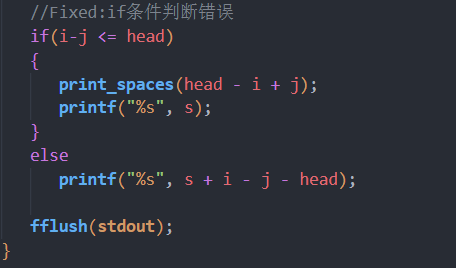 //Fixed:if条件判断错误
if(i-j <= head)
{
print_spaces(head - i + j);
printf("%s", s);
}
else
printf("%s", s + i - j - head);
fflush(stdout);
}